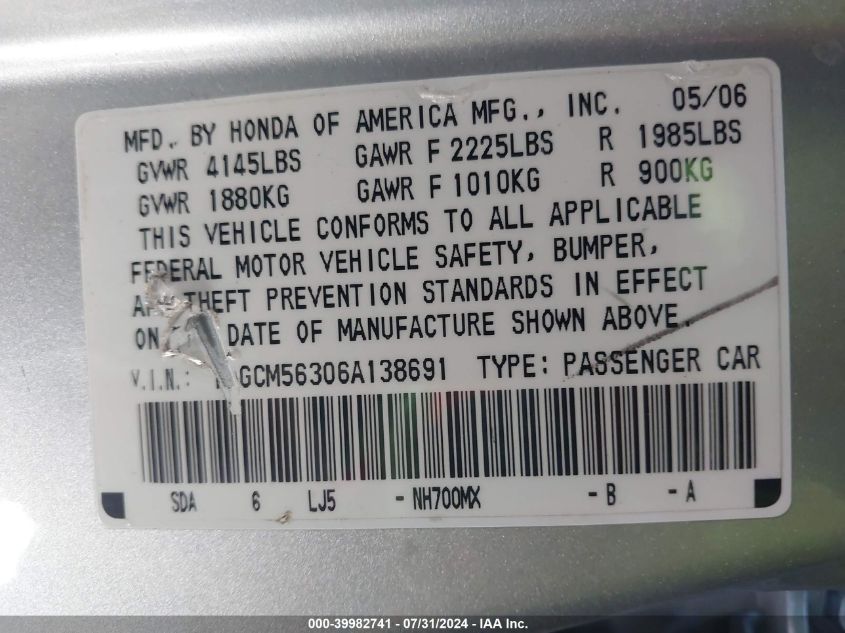 MFD. BY HONDA OF AMERICA MFG., INC. 05/06
GVWR 4145LBS GAWR F 2225LBS R 1985LBS
GVWR 1880KG GAWR F 1010KG R 900KG
THIS VEHICLE CONFORMS TO ALL APPLICABLE
FEDERAL MOTOR VEHICLE SAFETY, BUMPER,
THEFT PREVENTION STANDARDS IN EFFECT
ON DATE OF MANUFACTURE SHOWN ABOVE.
V.I.N.: GCM56306A138691 TYPE: PASSENGER CAR
SDA 6 LJ5 -NH700MX -B -A
000-39982741 / 07/31/2024 - IAA Inc.